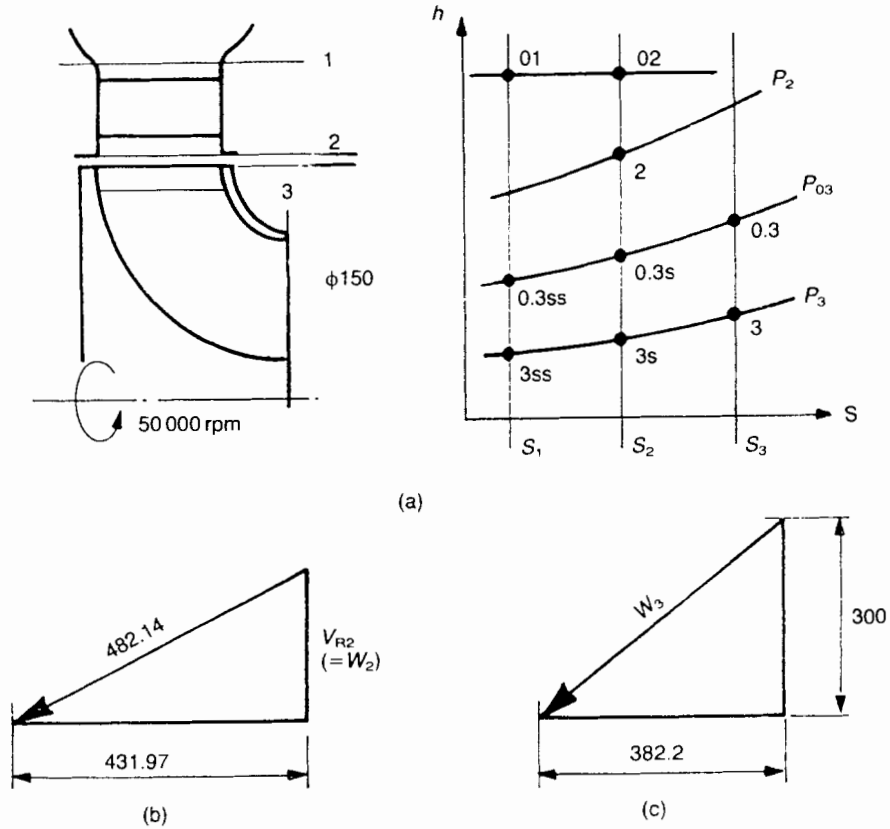 1
2
3
φ150
50 000 rpm
h
01
02
P2
2
P03
0.3
0.3s
0.3ss
P3
3
3s
3ss
S
S1
S2
S3
(a)
482.14
VR2
(=W2)
431.97
(b)
W3
300
382.2
(c)